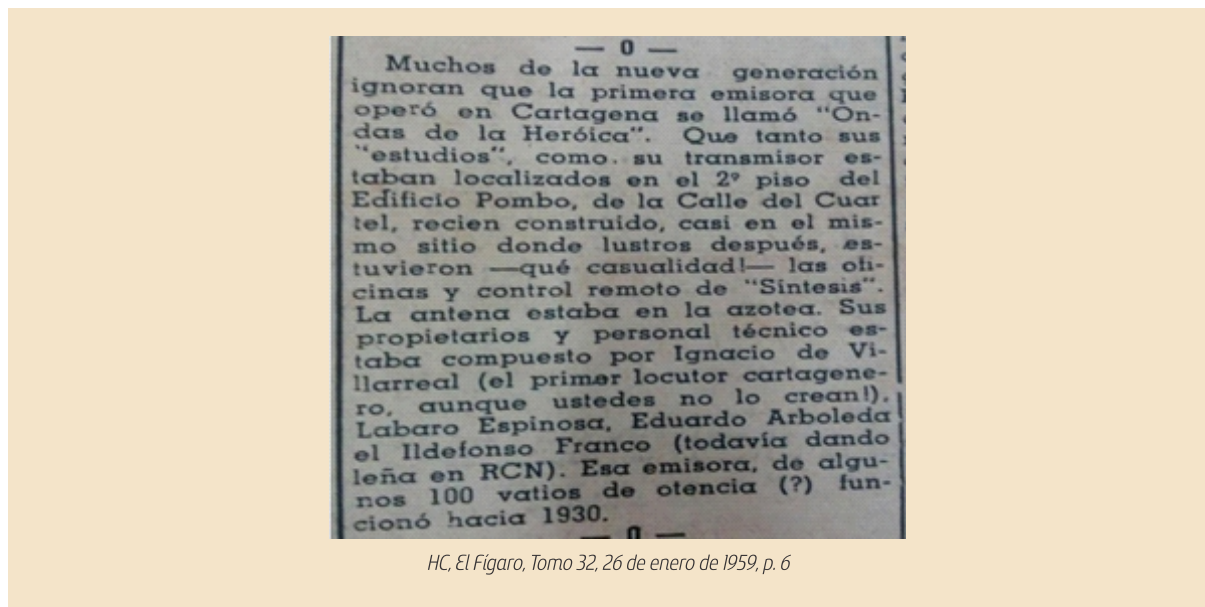 — 0 —
Muchos de la nueva generación
ignoran que la primera emisora que
operó en Cartagena se llamó “On-
das de la Heróica”. Que tanto sus
“estudios”, como. su transmisor es-
taban localizados en el 2º piso del
Edificio Pombo, de la Calle del Cuar
tel, recien construído, casi en el mis-
mo sitio donde lustros después, es-
tuvieron —qué casualidad!— las ofi-
cinas y control remoto de “Síntesis”.
La antena estaba en la azotea. Sus
propietarios y personal técnico es-
taba compuesto por Ignacio de Vi-
llarreal (el primer locutor cartagene-
ro, aunque ustedes no lo crean!),
Labaro Espinosa, Eduardo Arboleda
el Ildefonso Franco (todavía dando
leña en RCN). Esa emisora, de algu-
nos 100 vatios de otencia (?) fun-
cionó hacia 1930.
— 0 —
HC, El Fígaro, Tomo 32, 26 de enero de 1959, p. 6